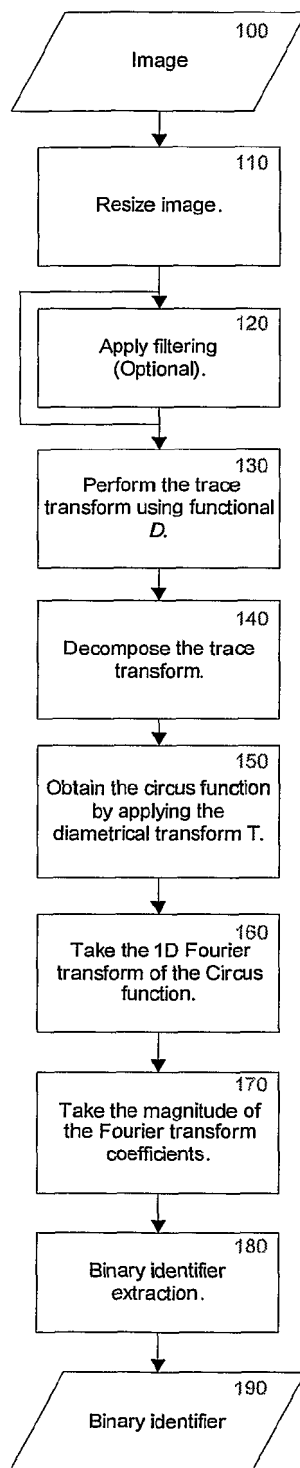 100
Image
110
Resize image.
120
Apply filtering
(Optional).
130
Perform the trace
transform using functional
D.
140
Decompose the trace
transform.
150
Obtain the circus function
by applying the
diametrical transform T.
160
Take the 1D Fourier
transform of the Circus
function.
170
Take the magnitude of
the Fourier transform
coefficients.
180
Binary identifier
extraction.
190
Binary identifier